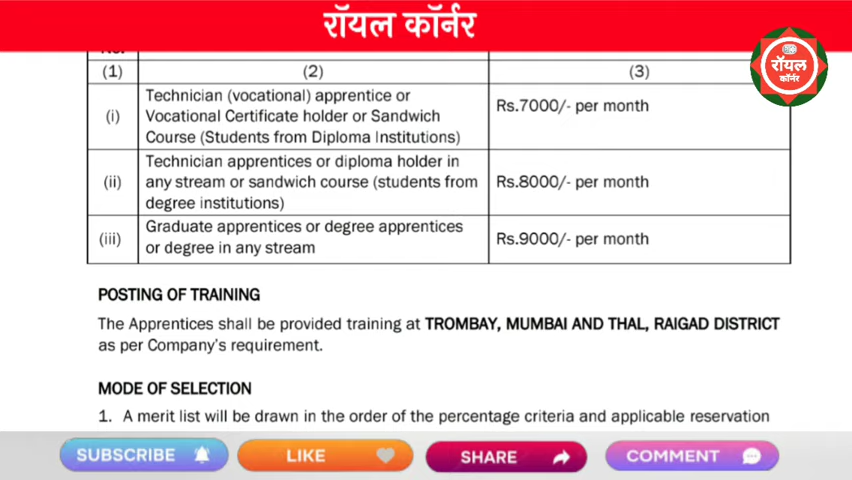 रॉयल कॉर्नर
रॉयल
कॉर्नर
(1) (2) (3)
(i) Technician (vocational) apprentice or Vocational Certificate holder or Sandwich Course (Students from Diploma Institutions) Rs.7000/- per month
(ii) Technician apprentices or diploma holder in any stream or sandwich course (students from degree institutions) Rs.8000/- per month
(iii) Graduate apprentices or degree apprentices or degree in any stream Rs.9000/- per month
POSTING OF TRAINING
The Apprentices shall be provided training at TROMBAY, MUMBAI AND THAL, RAIGAD DISTRICT
as per Company's requirement.
MODE OF SELECTION
1. A merit list will be drawn in the order of the percentage criteria and applicable reservation
SUBSCRIBE LIKE SHARE COMMENT